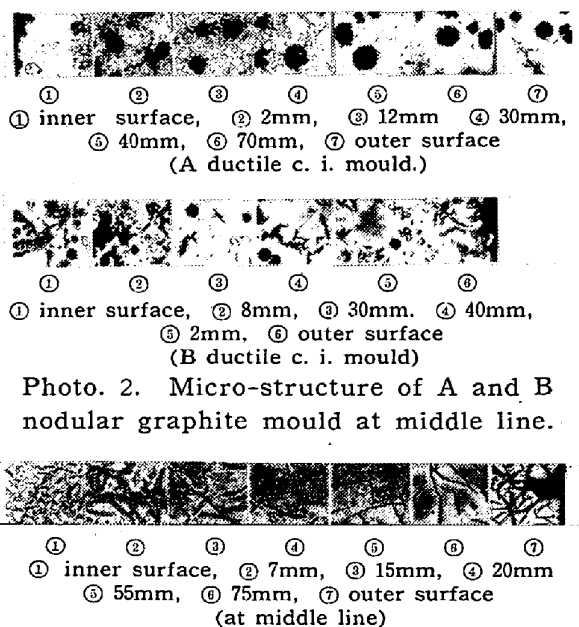 ① ② ③ ④ ⑤ ⑥ ⑦
① inner surface, ② 2mm, ③ 12mm ④ 30mm,
⑤ 40mm, ⑥ 70mm, ⑦ outer surface
(A ductile c. i. mould.)
① ② ③ ④ ⑤ ⑥
① inner surface, ② 8mm, ③ 30mm. ④ 40mm,
⑤ 2mm, ⑥ outer surface
(B ductile c. i. mould)
Photo. 2. Micro-structure of A and B
nodular graphite mould at middle line.
① ② ③ ④ ⑤ ⑥ ⑦
① inner surface, ② 7mm, ③ 15mm, ④ 20mm
⑤ 55mm, ⑥ 75mm, ⑦ outer surface
(at middle line)